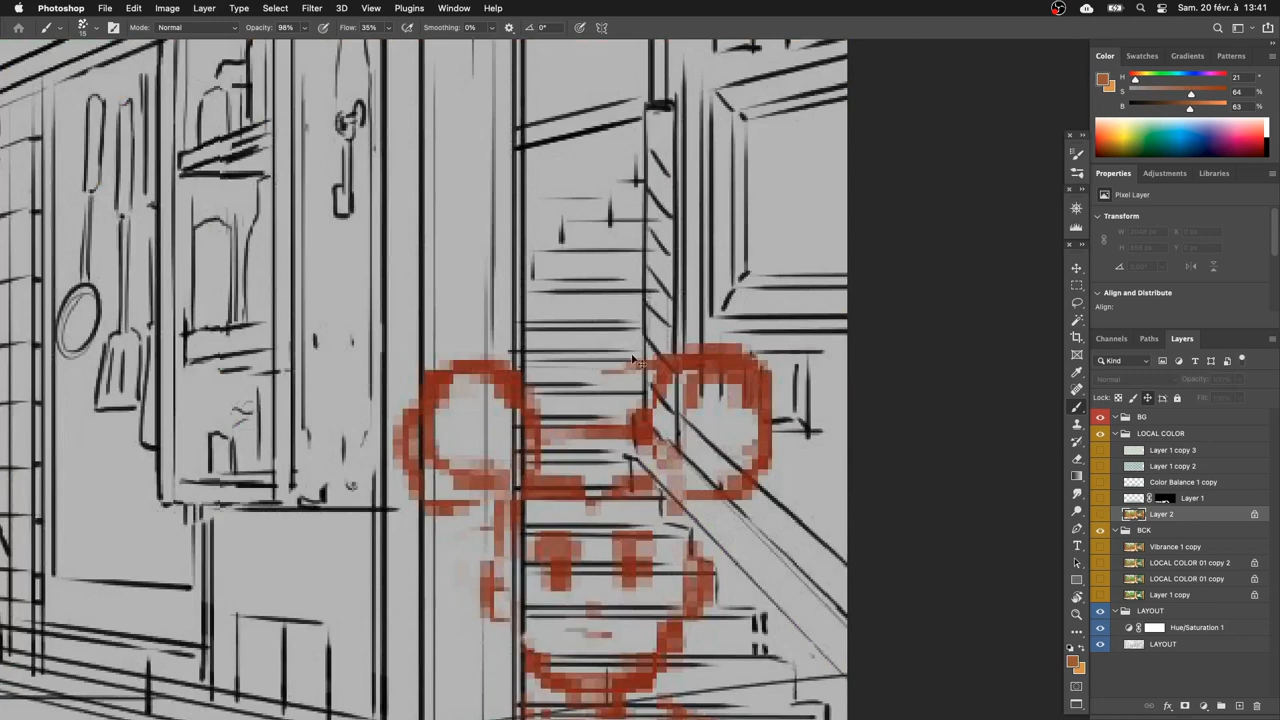 Photoshop File Edit Image Layer Type Select Filter 3D View Plugins Window Help Sam. 20 févr à 13:41
15 Mode: Normal Opacity: 98% Flow: 35% Smoothing: 0% 0°
Color Swatches Gradients Patterns
H 21 °
S 64 %
B 63 %
Properties Adjustments Libraries
Pixel Layer
Transform
Align and Distribute
Align:
Channels Paths Layers
Kind
Normal Opacity:
Lock: Fill:
BG
LOCAL COLOR
Layer 1 copy 3
Layer 1 copy 2
Color Balance 1 copy
Layer 1
Layer 2
BCK
Vibrance 1 copy
LOCAL COLOR 01 copy 2
LOCAL COLOR 01 copy
Layer 1 copy
LAYOUT
Hue/Saturation 1
LAYOUT